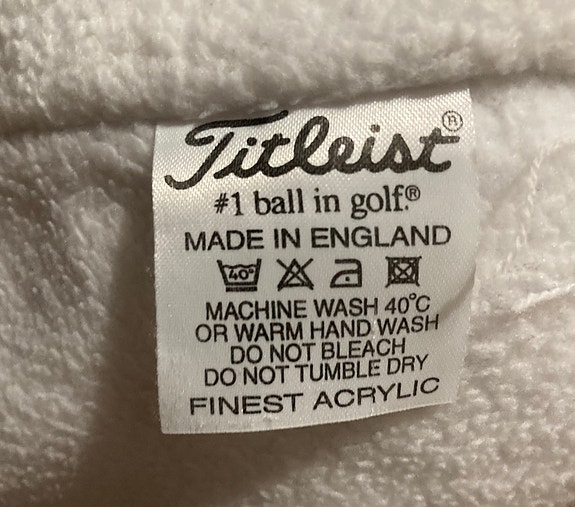 Titleist®
#1 ball in golf.®
MADE IN ENGLAND
40°
MACHINE WASH 40°C
OR WARM HAND WASH
DO NOT BLEACH
DO NOT TUMBLE DRY
FINEST ACRYLIC